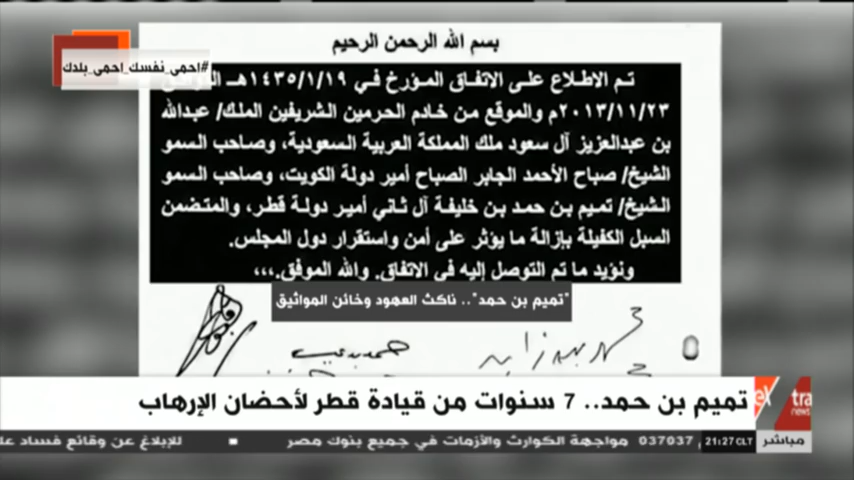 بسم الله الرحمن الرحيم
#احمى_نفسك_احمى_بلدك
تم الاطلاع على الاتفاق المؤرخ في ١٤٣٥/١/١٩هـ
٢٠١٣/١١/٢٣م والموقع من خادم الحرمين الشريفين الملك/ عبدالله
بن عبدالعزيز آل سعود ملك المملكة العربية السعودية، وصاحب السمو
الشيخ/ صباح الأحمد الجابر الصباح أمير دولة الكويت، وصاحب السمو
الشيخ/ تميم بن حمد بن خليفة آل ثاني أمير دولة قطر، والمتضمن
السبل الكفيلة بإزالة ما يؤثر على أمن واستقرار دول المجلس.
ونؤيد ما تم التوصل إليه في الاتفاق. والله الموفق.،،،
"تميم بن حمد".. ناكث العهود وخائن المواثيق
تميم بن حمد.. 7 سنوات من قيادة قطر لأحضان الإرهاب
tra
news
مباشر
21:27 CLT
037037 مواجهة الكوارث والأزمات في جميع بنوك مصر
للإبلاغ عن وقائع فساد